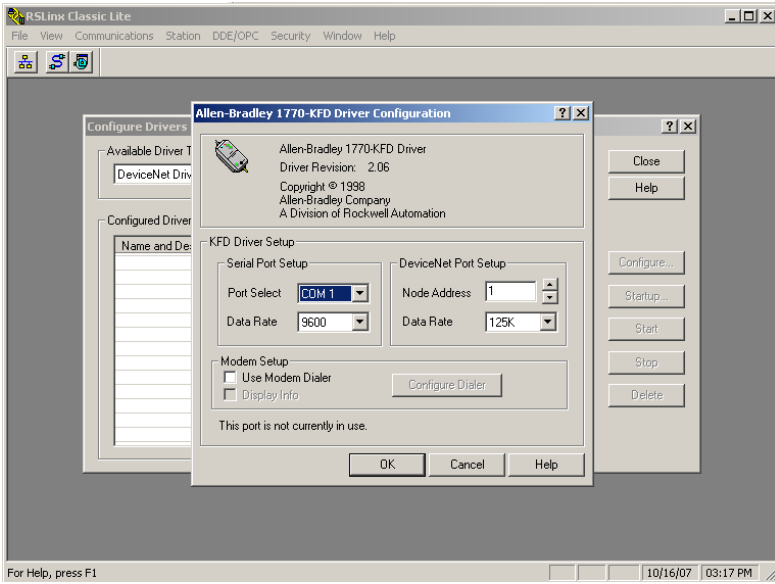 RSLinx Classic Lite
File View Communications Station DDE/OPC Security Window Help
Allen-Bradley 1770-KFD Driver Configuration
Configure Drivers
Available Driver T
DeviceNet Driv
Configured Driver
Name and De
Close
Help
Configure...
Startup...
Start
Stop
Delete
Allen-Bradley 1770-KFD Driver
Driver Revision: 2.06
Copyright © 1998
Allen-Bradley Company
A Division of Rockwell Automation
KFD Driver Setup
Serial Port Setup
Port Select COM 1
Data Rate 9600
DeviceNet Port Setup
Node Address 1
Data Rate 125K
Modem Setup
Use Modem Dialer
Display Info
Configure Dialer
This port is not currently in use.
OK Cancel Help
For Help, press F1
10/16/07 03:17 PM